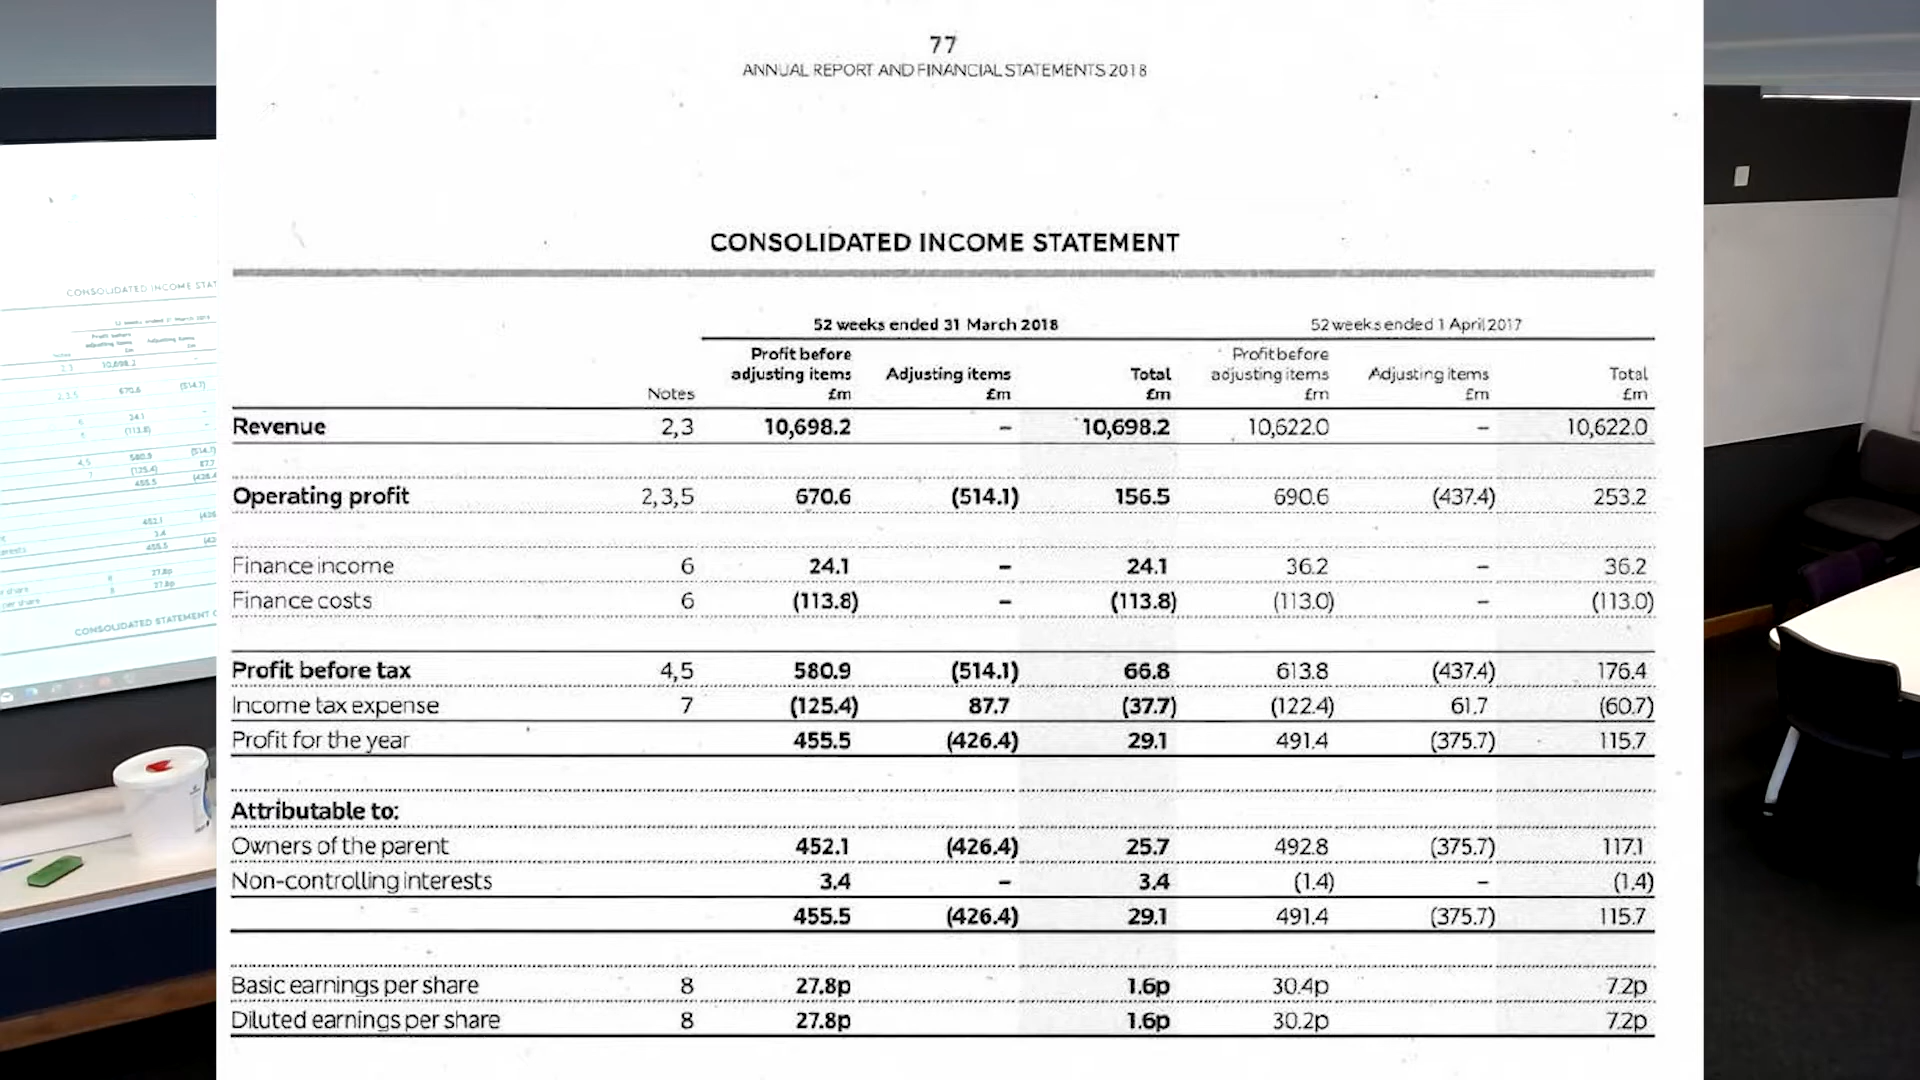 77
ANNUAL REPORT AND FINANCIAL STATEMENTS 2018
CONSOLIDATED INCOME STATEMENT
52 weeks ended 31 March 2018 52 weeks ended 1 April 2017
Notes Profit before adjusting items £m Adjusting items £m Total £m Profit before adjusting items £m Adjusting items £m Total £m
Revenue 2,3 10,698.2 – 10,698.2 10,622.0 – 10,622.0
Operating profit 2,3,5 670.6 (514.1) 156.5 690.6 (437.4) 253.2
Finance income 6 24.1 – 24.1 36.2 – 36.2
Finance costs 6 (113.8) – (113.8) (113.0) – (113.0)
Profit before tax 4,5 580.9 (514.1) 66.8 613.8 (437.4) 176.4
Income tax expense 7 (125.4) 87.7 (37.7) (122.4) 61.7 (60.7)
Profit for the year 455.5 (426.4) 29.1 491.4 (375.7) 115.7
Attributable to:
Owners of the parent 452.1 (426.4) 25.7 492.8 (375.7) 117.1
Non-controlling interests 3.4 – 3.4 (1.4) – (1.4)
455.5 (426.4) 29.1 491.4 (375.7) 115.7
Basic earnings per share 8 27.8p 1.6p 30.4p 7.2p
Diluted earnings per share 8 27.8p 1.6p 30.2p 7.2p